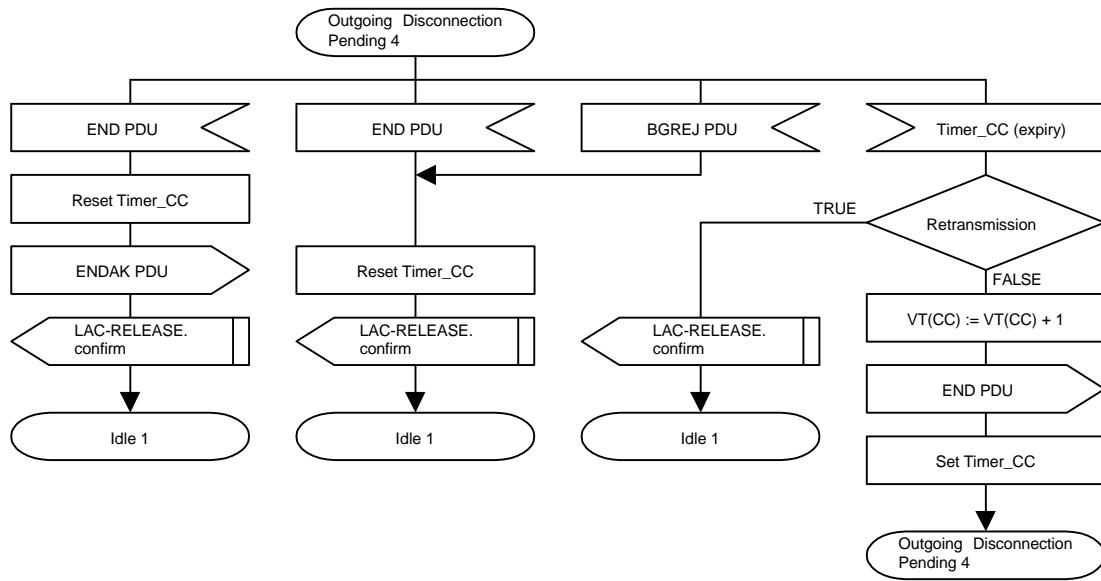 Outgoing Disconnection
Pending 4
END PDU
END PDU
BGREJ PDU
Timer_CC (expiry)
Reset Timer_CC
TRUE
Retransmission
ENDAK PDU
Reset Timer_CC
FALSE
LAC-RELEASE.
confirm
LAC-RELEASE.
confirm
LAC-RELEASE.
confirm
VT(CC) := VT(CC) + 1
END PDU
Idle 1
Idle 1
Idle 1
Set Timer_CC
Outgoing Disconnection
Pending 4